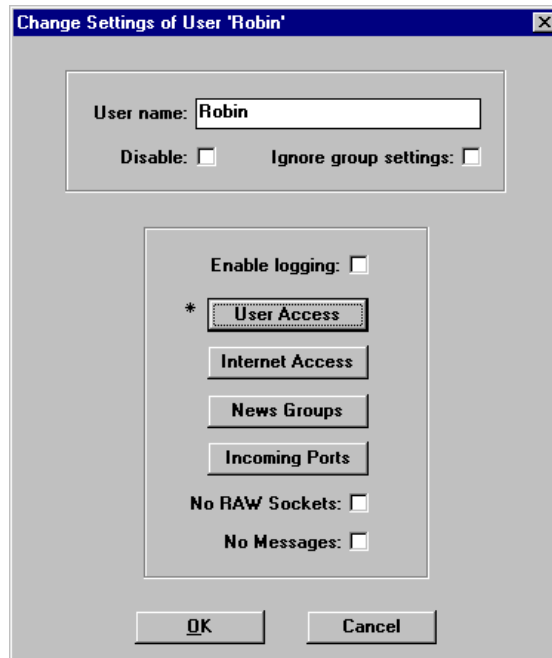 Change Settings of User 'Robin'
User name: Robin
Disable: Ignore group settings:
Enable logging:
* User Access
Internet Access
News Groups
Incoming Ports
No RAW Sockets:
No Messages:
OK Cancel